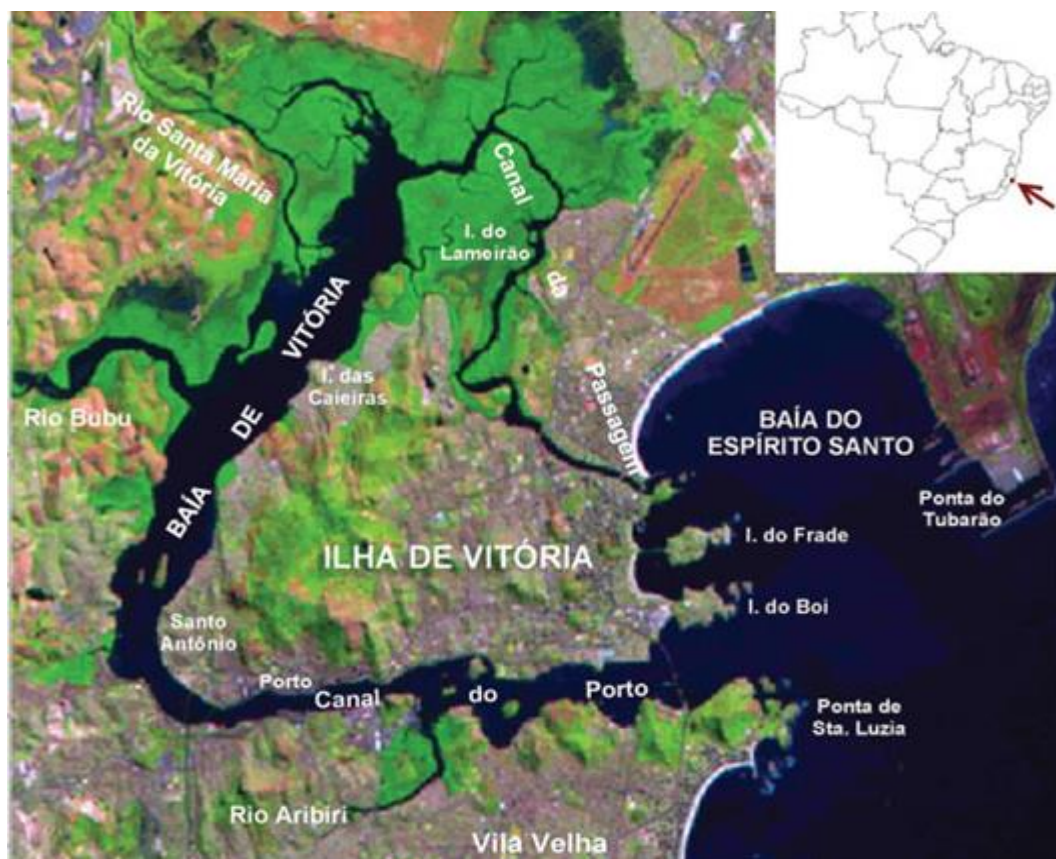 Rio Santa Maria
da Vitória
Canal
I. do
Lameirão
da
VITÓRIA
I. das
Caieiras
Passagem
Rio Bubu
DE
BAÍA DO
ESPÍRITO SANTO
BAÍA
Ponta do
Tubarão
I. do Frade
ILHA DE VITÓRIA
I. do Boi
Santo
Antônio
Porto
Canal
do
Porto
Ponta de
Sta. Luzia
Rio Aribiri
Vila Velha